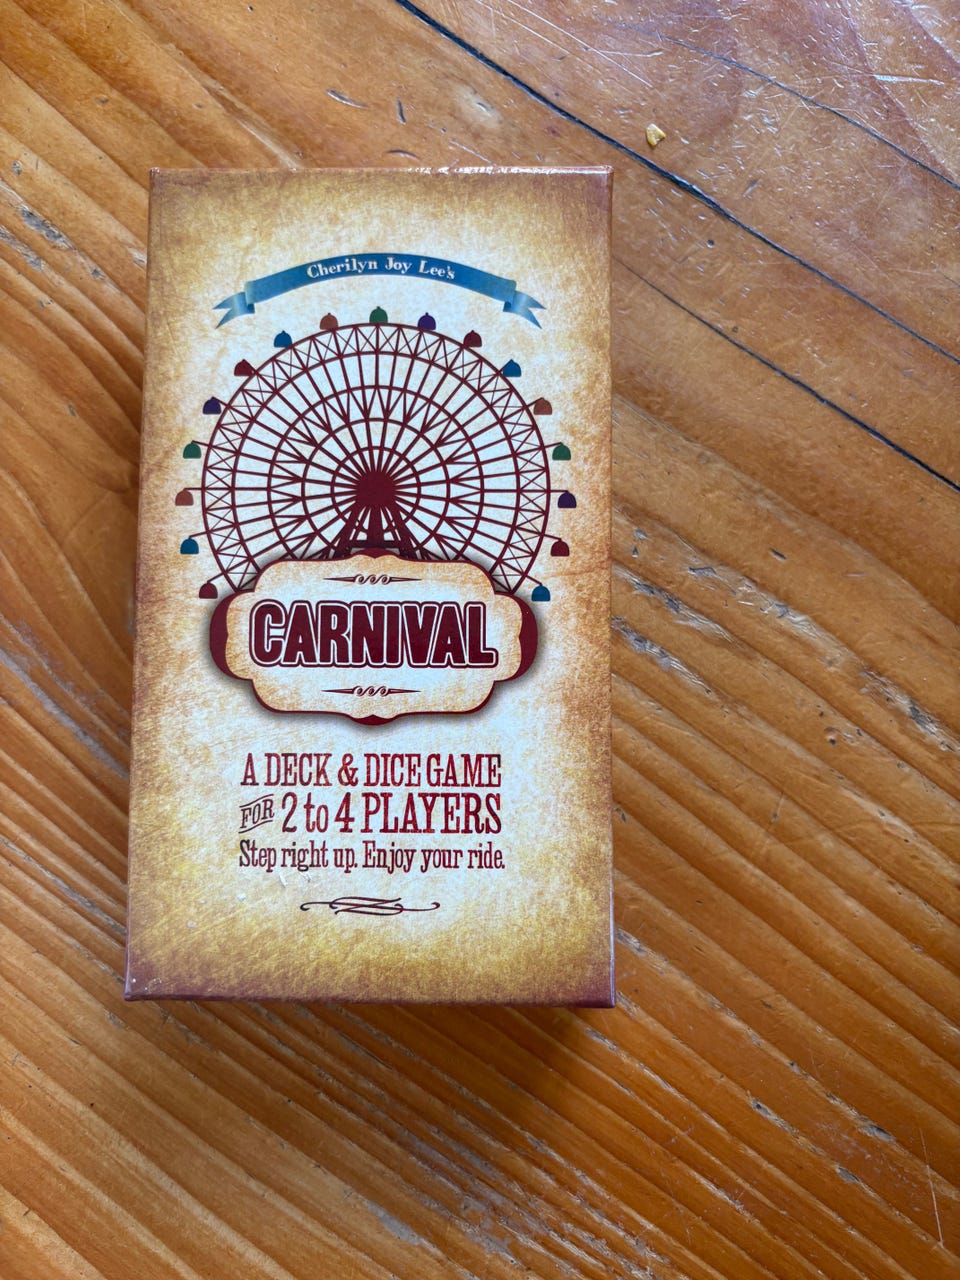 Cherilyn Joy Lee's
CARNIVAL
A DECK & DICE GAME
FOR 2 to 4 PLAYERS
Step right up. Enjoy your ride.